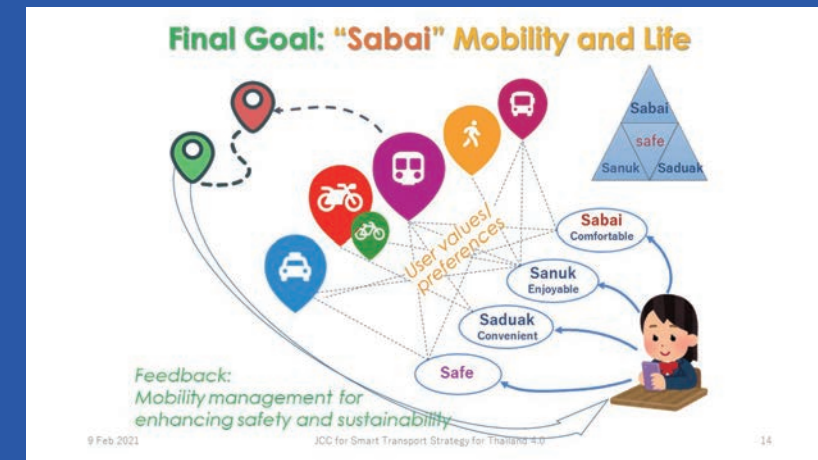 Final Goal: “Sabai” Mobility and Life
Sabai
safe
Sanuk Saduak
User values/
preferences
Sabai
Comfortable
Sanuk
Enjoyable
Saduak
Convenient
Safe
Feedback:
Mobility management for
enhancing safety and sustainability
9 Feb 2021
JCC for Smart Transport Strategy for Thailand 4.0
14